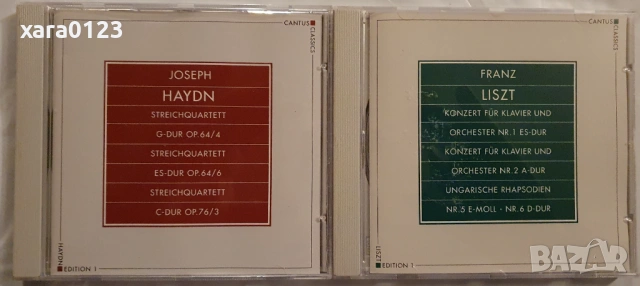 xara0123
CANTUS
CLASSICS
JOSEPH
HAYDN
STREICHQUARTETT
G-DUR OP.64/4
STREICHQUARTETT
ES-DUR OP.64/6
STREICHQUARTETT
C-DUR OP.76/3
HAYDN
EDITION 1
CANTUS
CLASSICS
FRANZ
LISZT
KONZERT FÜR KLAVIER UND
ORCHESTER NR.1 ES-DUR
KONZERT FÜR KLAVIER UND
ORCHESTER NR.2 A-DUR
UNGARISCHE RHAPSODIEN
NR.5 E-MOLL - NR.6 D-DUR
LISZT
EDITION 1
BAZAR